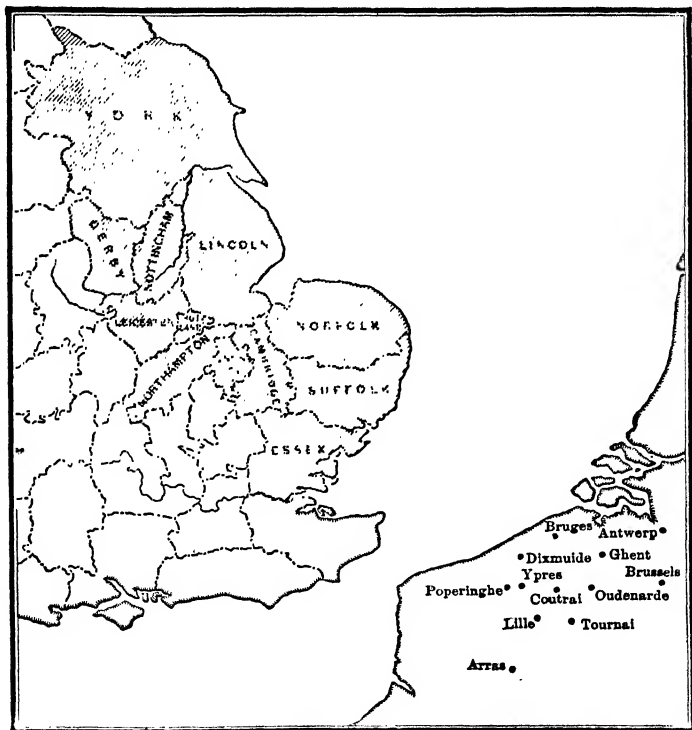 YORK
DERBY
NOTTINGHAM
LINCOLN
LEICESTER
NORFOLK
NORTHAMPTON
CAMBRIDGE
SUFFOLK
ESSEX
Bruges
Antwerp
Dixmuide
Ghent
Ypres
Brussels
Poperinghe
Coutrai
Oudenarde
Lille
Tournai
Arras